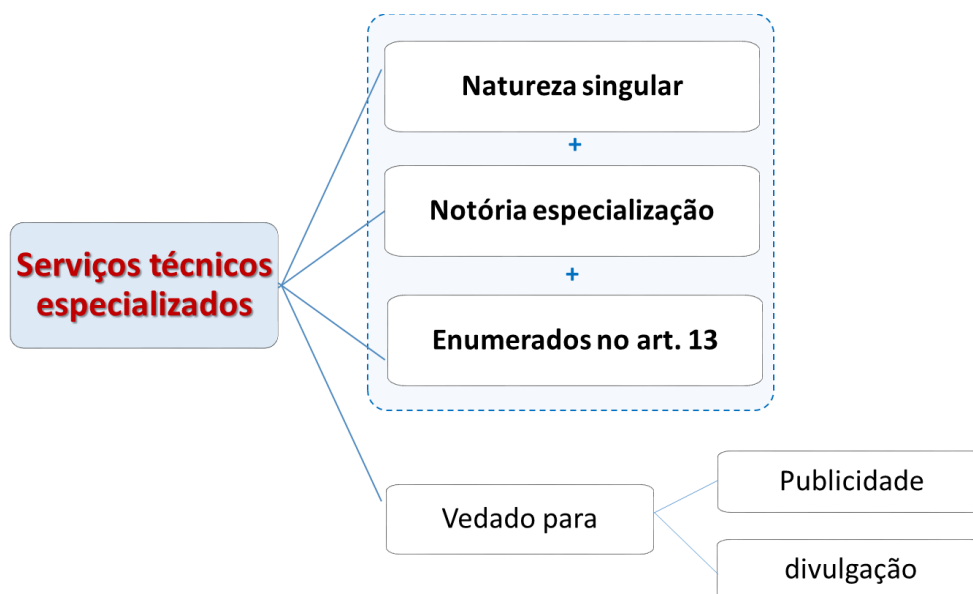 Serviços técnicos
especializados
Natureza singular
+
Notória especialização
+
Enumerados no art. 13
Vedado para
Publicidade
divulgação